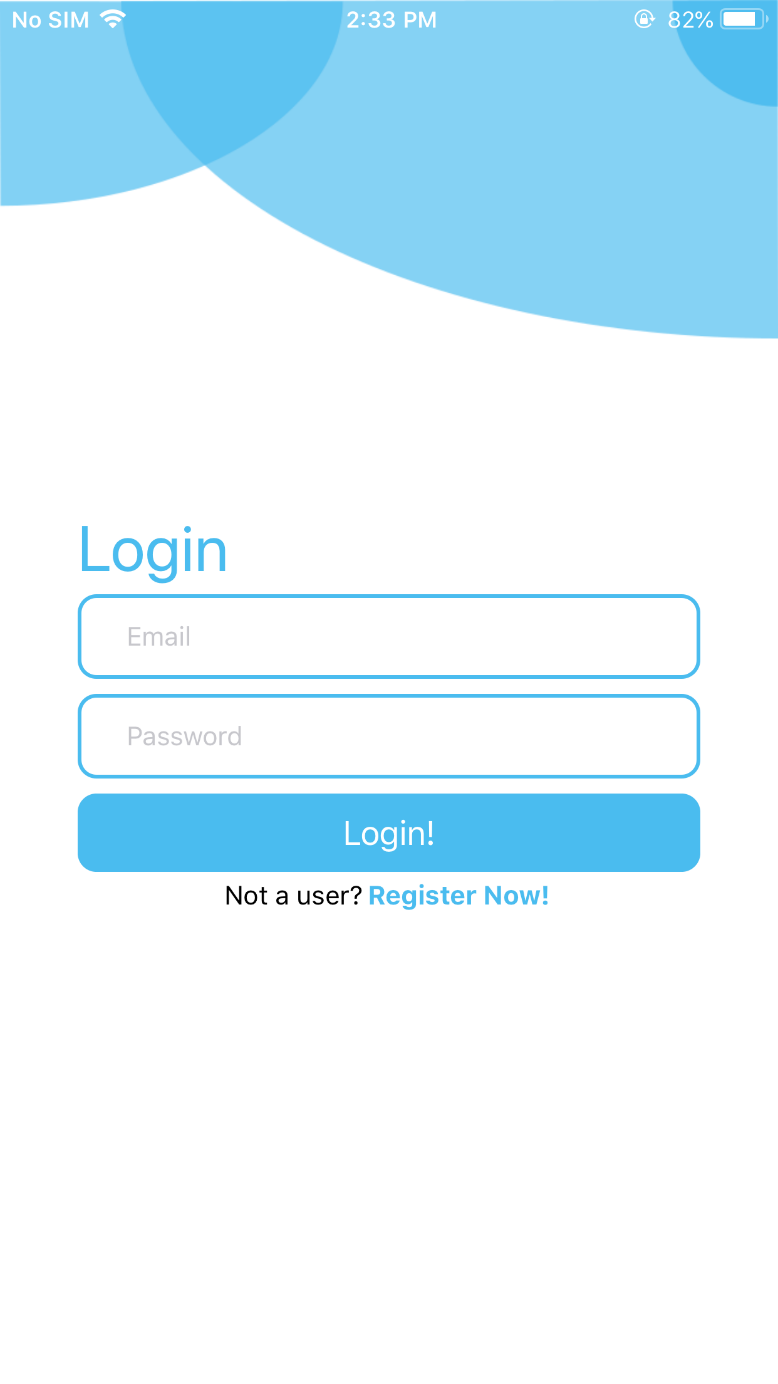 No SIM 2:33 PM 82%
Login
Email
Password
Login!
Not a user? Register Now!